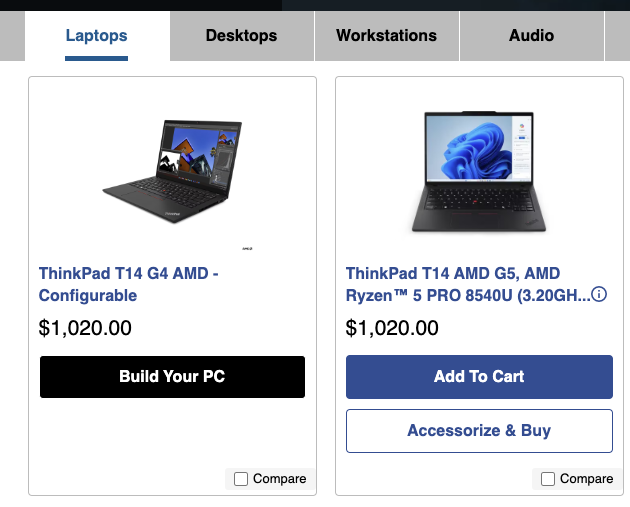 Laptops
Desktops
Workstations
Audio
AMD
ThinkPad T14 G4 AMD -
Configurable
$1,020.00
Build Your PC
Compare
ThinkPad T14 AMD G5, AMD
Ryzen™ 5 PRO 8540U (3.20GH...
$1,020.00
Add To Cart
Accessorize & Buy
Compare